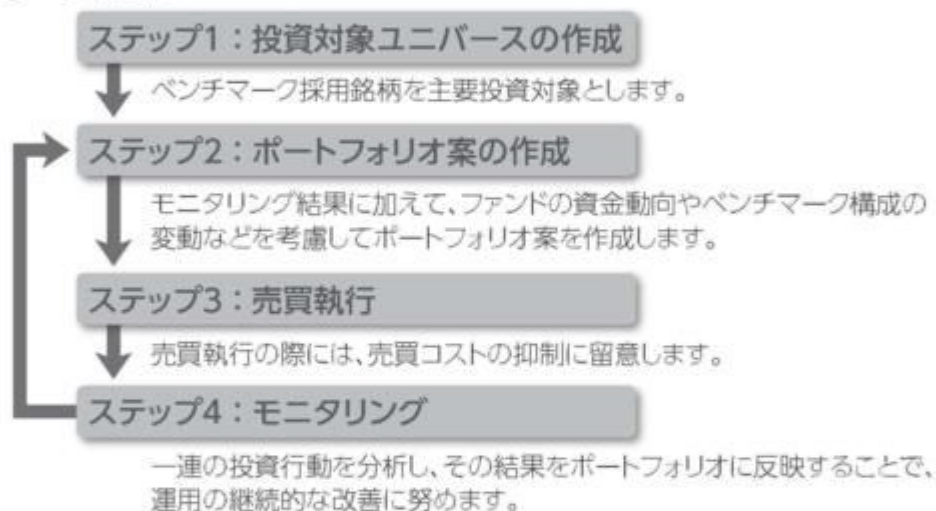 ステップ1:投資対象ユニバースの作成
ベンチマーク採用銘柄を主要投資対象とします。
ステップ2:ポートフォリオ案の作成
モニタリング結果に加えて、ファンドの資金動向やベンチマーク構成の
変動などを考慮してポートフォリオ案を作成します。
ステップ3:売買執行
売買執行の際には、売買コストの抑制に留意します。
ステップ4:モニタリング
一連の投資行動を分析し、その結果をポートフォリオに反映することで、
運用の継続的な改善に努めます。